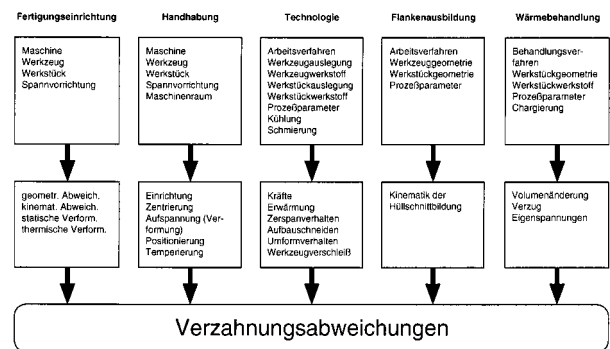 Fertigungseinrichtung
Handhabung
Technologie
Flankenausbildung
Wärmebehandlung
Maschine
Werkzeug
Werkstück
Spannvorrichtung
Maschine
Werkzeug
Werkstück
Spannvorrichtung
Maschinenraum
Arbeitsverfahren
Werkzeugauslegung
Werkzeugwerkstoff
Werkstückauslegung
Werkstückwerkstoff
Prozeßparameter
Kühlung
Schmierung
Arbeitsverfahren
Werkzeuggeometrie
Werkstückgeometrie
Prozeßparameter
Behandlungsver-
fahren
Werkstückgeometrie
Werkstückwerkstoff
Prozeßparameter
Chargierung
geometr. Abweich.
kinemat. Abweich.
statische Verform.
thermische Verform.
Einrichtung
Zentrierung
Aufspannung (Ver-
formung)
Positionierung
Temperierung
Kräfte
Erwärmung
Zerspanverhalten
Aufbauschneiden
Umformverhalten
Werkzeugverschleiß
Kinematik der
Hüllschnittbildung
Volumenänderung
Verzug
Eigenspannungen
Verzahnungsabweichungen